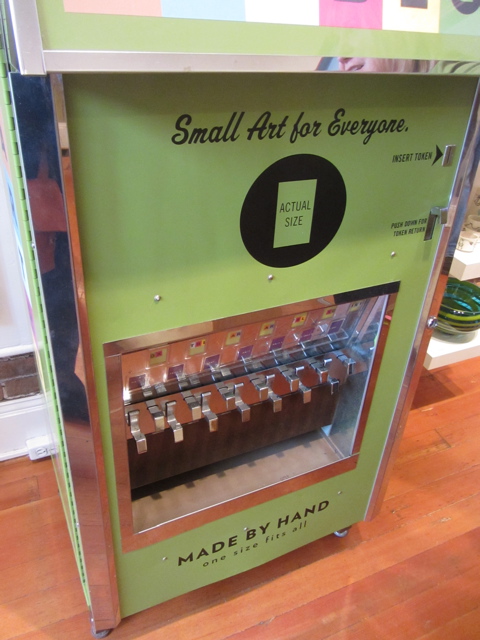 Small Art for Everyone.
INSERT TOKEN
ACTUAL
SIZE
PUSH DOWN FOR
TOKEN RETURN
MADE BY HAND
one size fits all